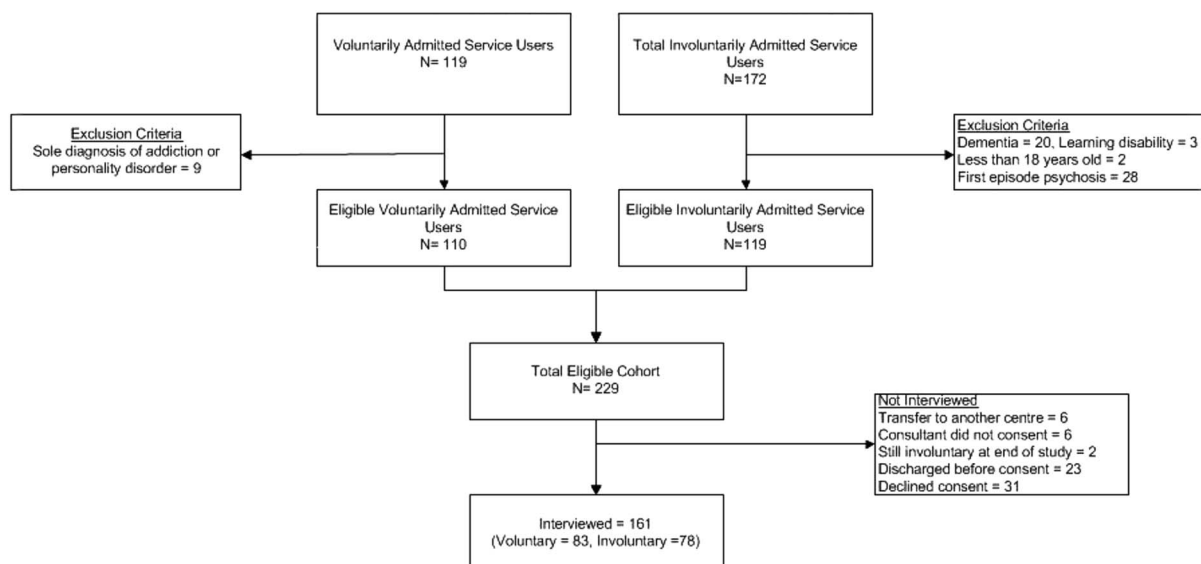 Voluntarily Admitted Service Users
N= 119
Total Involuntarily Admitted Service
Users
N=172
Exclusion Criteria
Sole diagnosis of addiction or
personality disorder = 9
Exclusion Criteria
Dementia = 20, Learning disability = 3
Less than 18 years old = 2
First episode psychosis = 28
Eligible Voluntarily Admitted Service
Users
N= 110
Eligible Involuntarily Admitted Service
Users
N=119
Total Eligible Cohort
N= 229
Not Interviewed
Transfer to another centre = 6
Consultant did not consent = 6
Still involuntary at end of study = 2
Discharged before consent = 23
Declined consent = 31
Interviewed = 161
(Voluntary = 83, Involuntary =78)